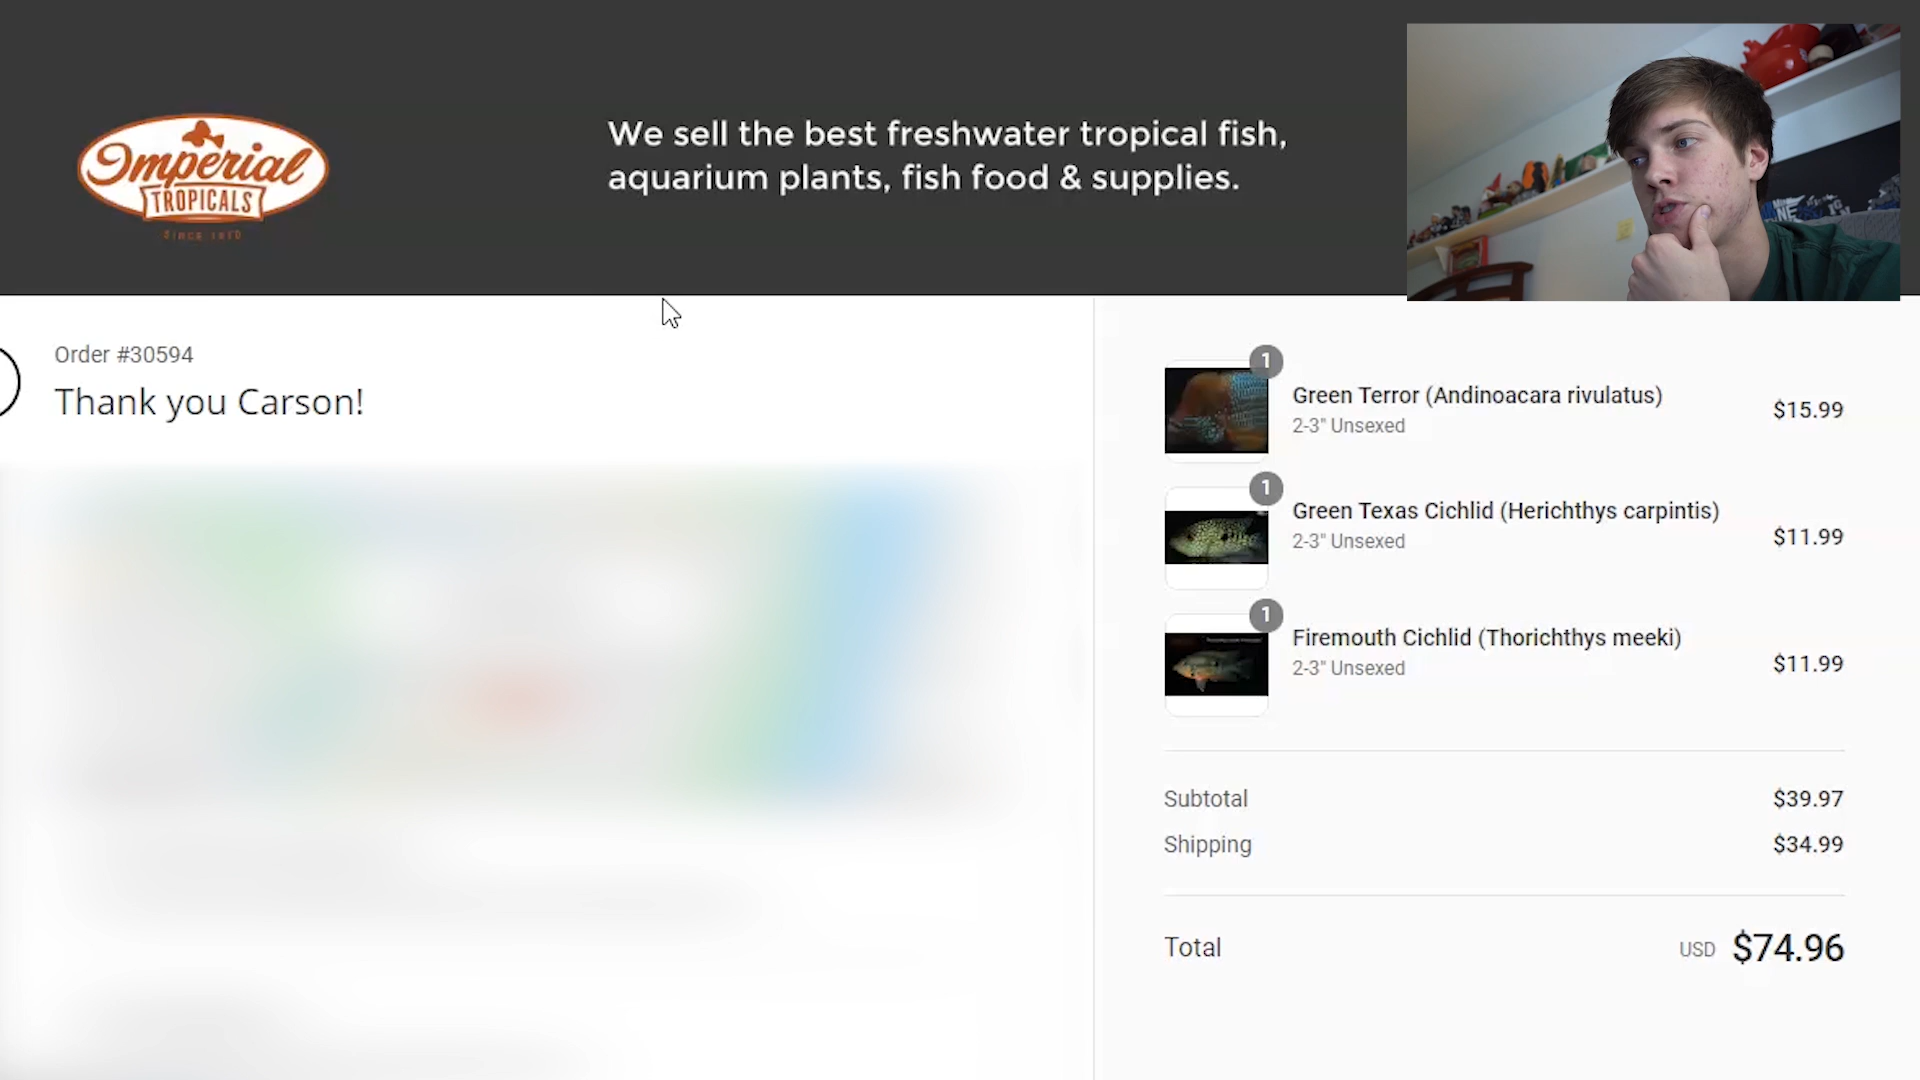 Imperial
TROPICALS
SINCE 1970
We sell the best freshwater tropical fish,
aquarium plants, fish food & supplies.
Order #30594
Thank you Carson!
1
Green Terror (Andinoacara rivulatus)
2-3" Unsexed
$15.99
1
Green Texas Cichlid (Herichthys carpintis)
2-3" Unsexed
$11.99
1
Firemouth Cichlid (Thorichthys meeki)
2-3" Unsexed
$11.99
Subtotal
$39.97
Shipping
$34.99
Total
USD $74.96